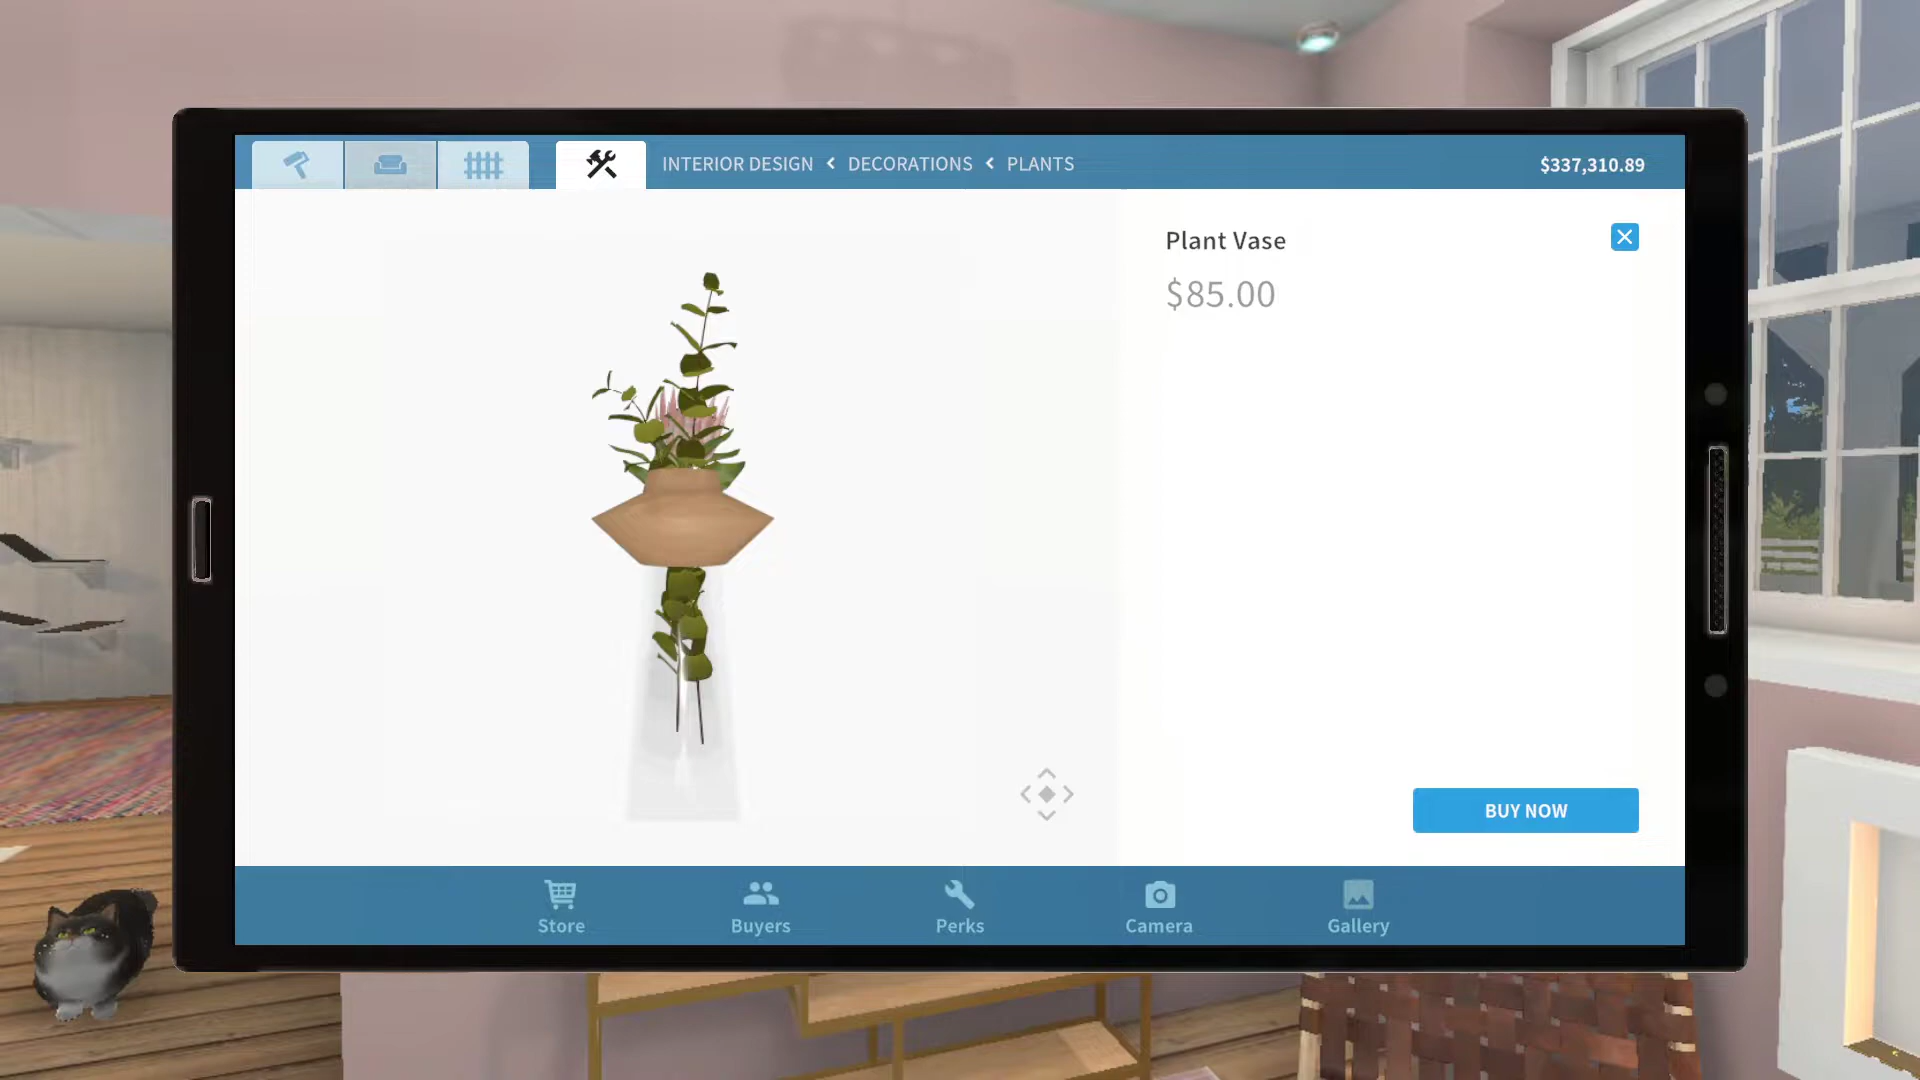 INTERIOR DESIGN < DECORATIONS < PLANTS
$337,310.89
Plant Vase
$85.00
BUY NOW
Store
Buyers
Perks
Camera
Gallery